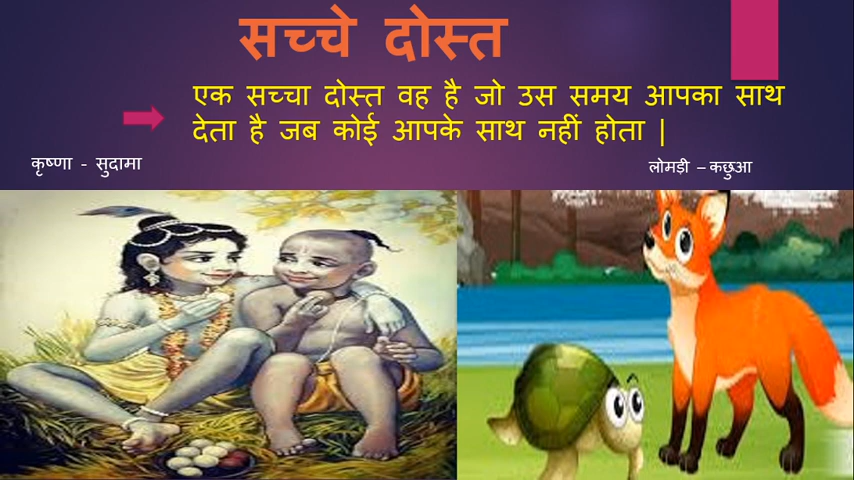 सच्चे दोस्त
एक सच्चा दोस्त वह है जो उस समय आपका साथ
देता है जब कोई आपके साथ नहीं होता |
कृष्णा - सुदामा
लोमड़ी – कछुआ